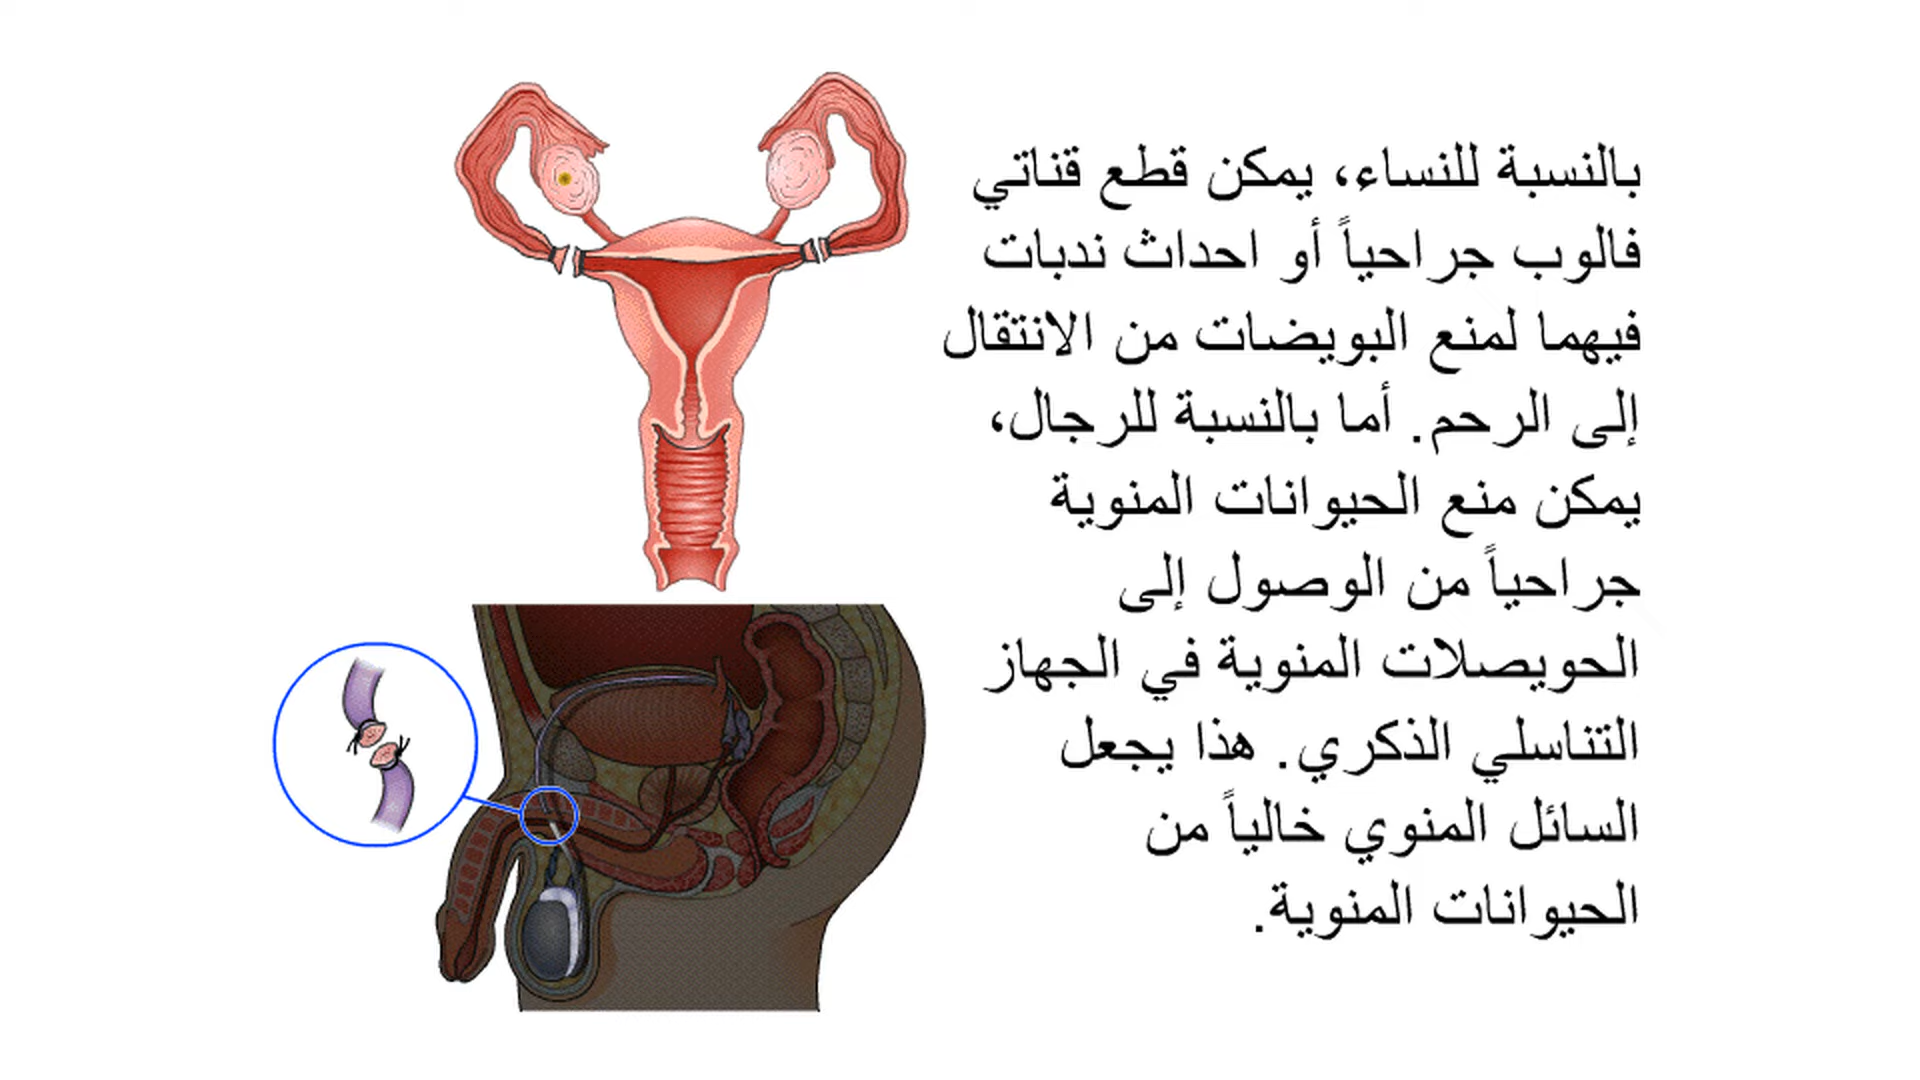 بالنسبة للنساء، يمكن قطع قناتي
فالوب جراحياً أو احداث ندبات
فيهما لمنع البويضات من الانتقال
إلى الرحم. أما بالنسبة للرجال،
يمكن منع الحيوانات المنوية
جراحياً من الوصول إلى
الحويصلات المنوية في الجهاز
التناسلي الذكري. هذا يجعل
السائل المنوي خالياً من
الحيوانات المنوية.